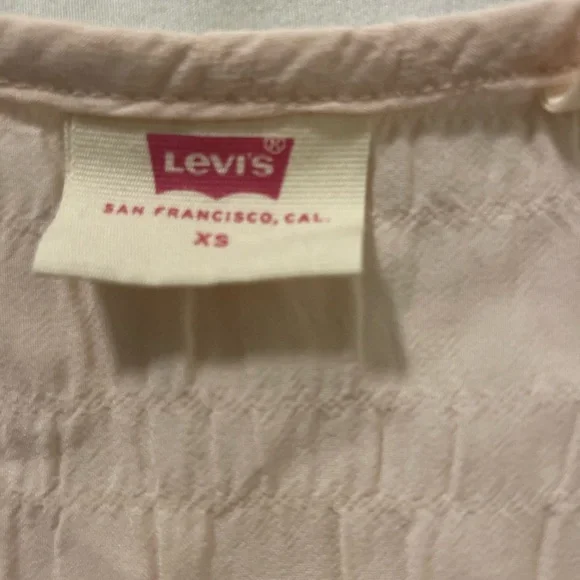 Levi's®
SAN FRANCISCO, CAL.
XS